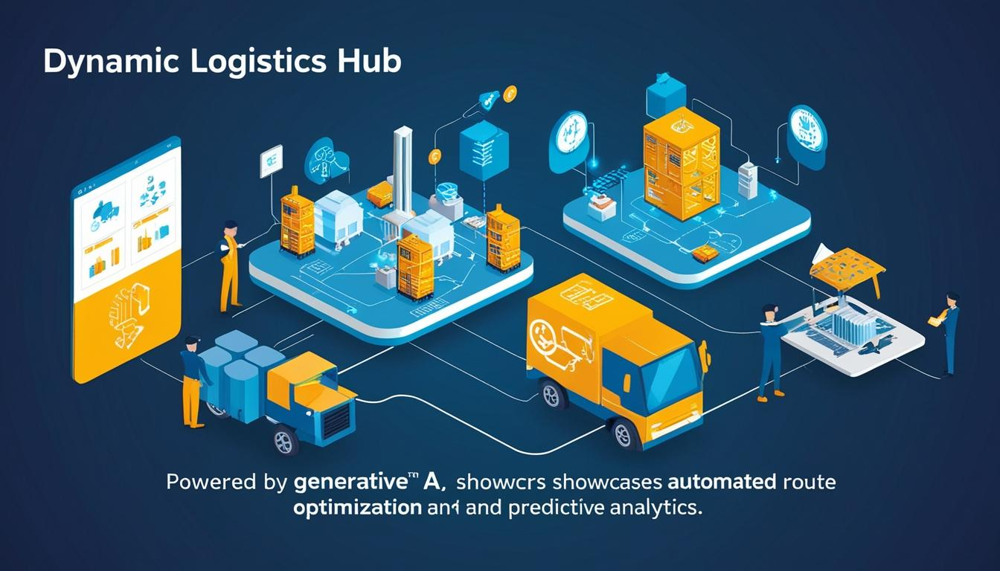 Dynamic Logistics Hub
Powered by generative™ A, showcrs showcases automated route
optimization an1 and predictive analytics.